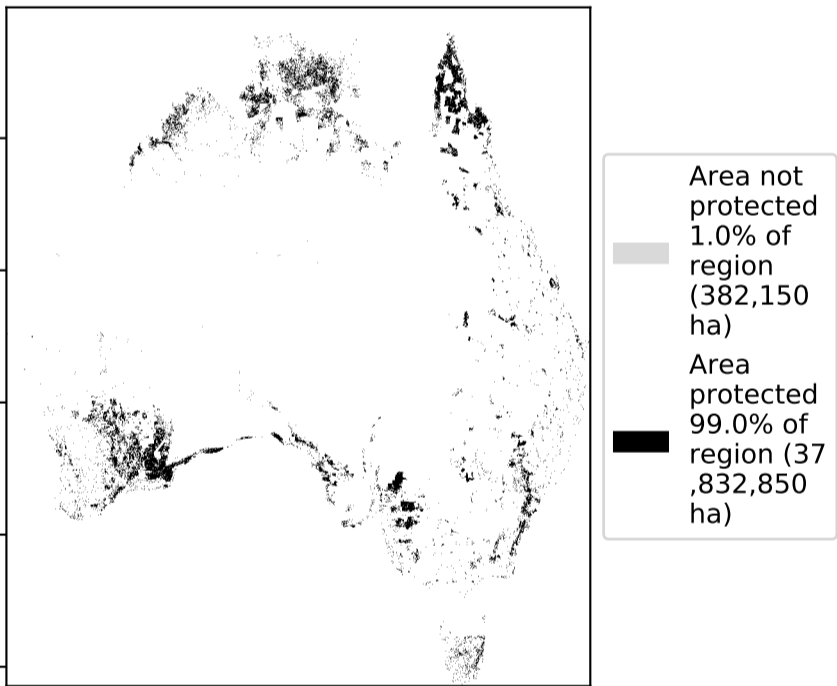 Area not
protected
1.0% of
region
(382,150
ha)
Area
protected
99.0% of
region (37
,832,850
ha)